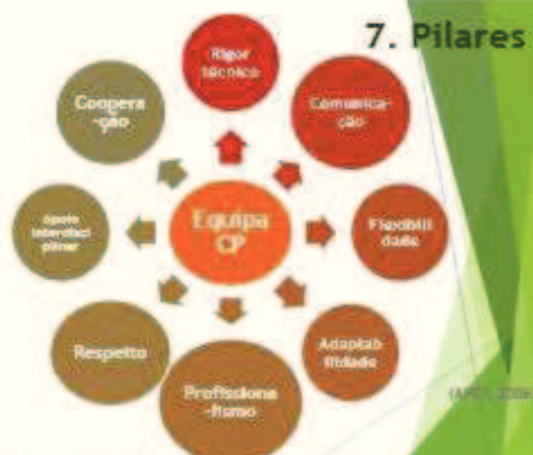 7. Pilares
Rigor
técnico
Comunica-
ção
Flexibili
dade
Adaptab
ilidade
Profissiona
-lismo
Respeito
Apoio
interdisci
plinar
Coopera
-ção
Equipa
CP